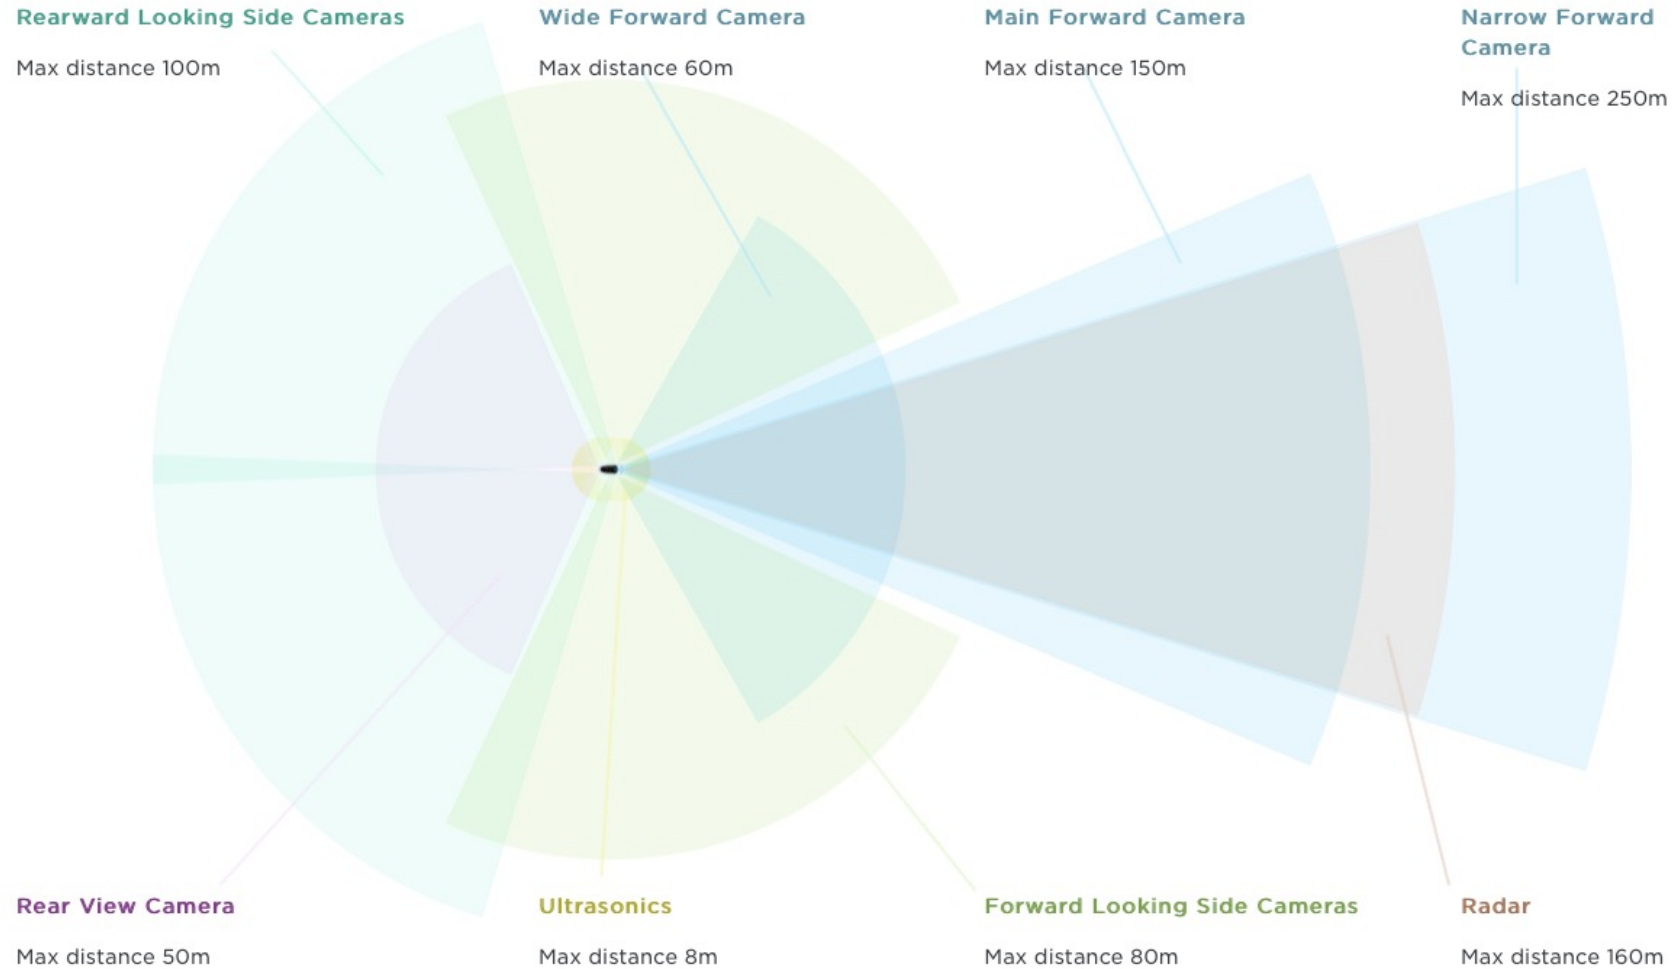 Rearward Looking Side Cameras
Max distance 100m
Wide Forward Camera
Max distance 60m
Main Forward Camera
Max distance 150m
Narrow Forward
Camera
Max distance 250m
Rear View Camera
Max distance 50m
Ultrasonics
Max distance 8m
Forward Looking Side Cameras
Max distance 80m
Radar
Max distance 160m